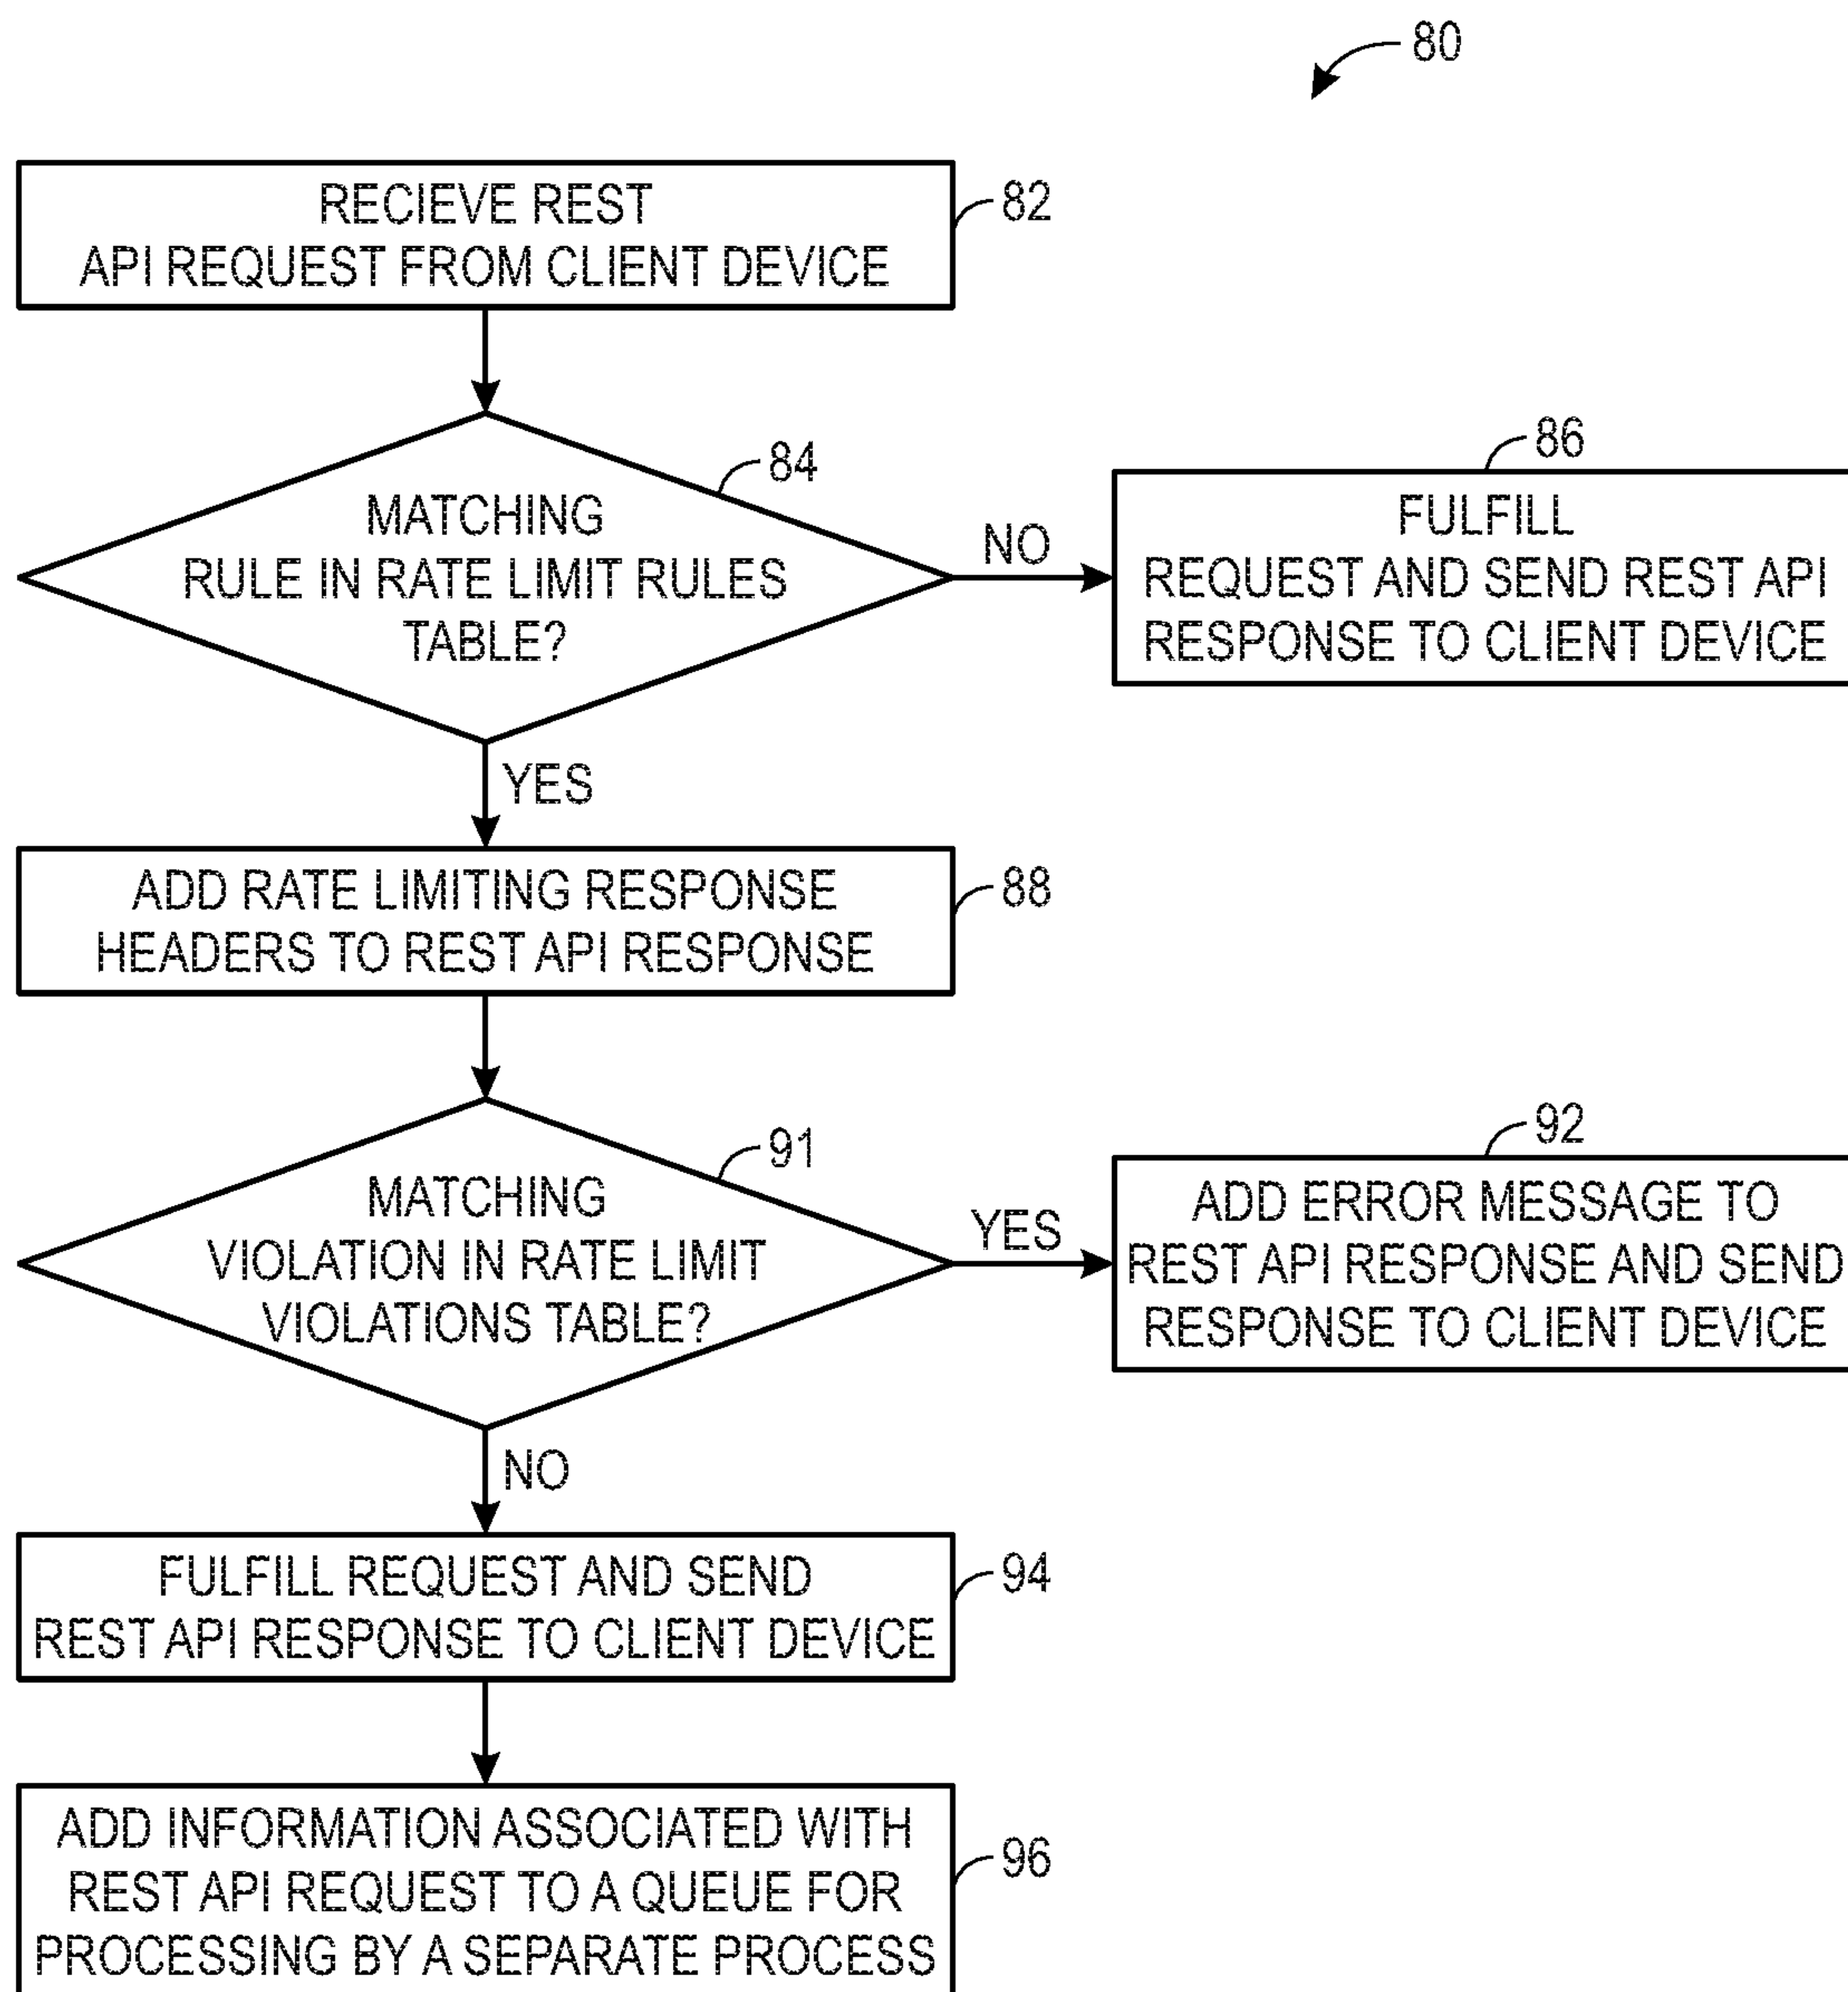 80
RECIEVE REST
API REQUEST FROM CLIENT DEVICE
82
84
MATCHING
RULE IN RATE LIMIT RULES
TABLE?
NO
86
FULFILL
REQUEST AND SEND REST API
RESPONSE TO CLIENT DEVICE
YES
ADD RATE LIMITING RESPONSE
HEADERS TO REST API RESPONSE
88
91
MATCHING
VIOLATION IN RATE LIMIT
VIOLATIONS TABLE?
YES
92
ADD ERROR MESSAGE TO
REST API RESPONSE AND SEND
RESPONSE TO CLIENT DEVICE
NO
FULFILL REQUEST AND SEND
REST API RESPONSE TO CLIENT DEVICE
94
ADD INFORMATION ASSOCIATED WITH
REST API REQUEST TO A QUEUE FOR
PROCESSING BY A SEPARATE PROCESS
96